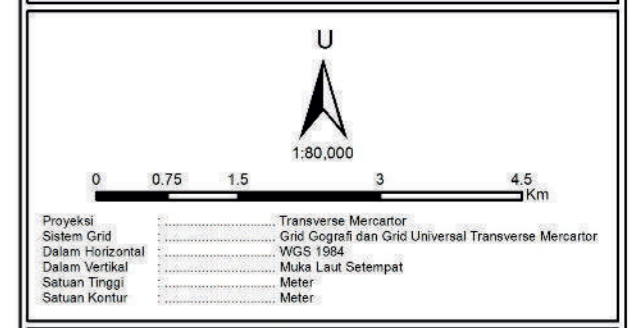 U
1:80,000
0 0.75 1.5 3 4.5
Km
Proyeksi : ........................... Transverse Mercartor
Sistem Grid : ........................... Grid Gografi dan Grid Universal Transverse Mercartor
Dalam Horizontal : ........................... WGS 1984
Dalam Vertikal : ........................... Muka Laut Setempat
Satuan Tinggi : ........................... Meter
Satuan Kontur : ........................... Meter